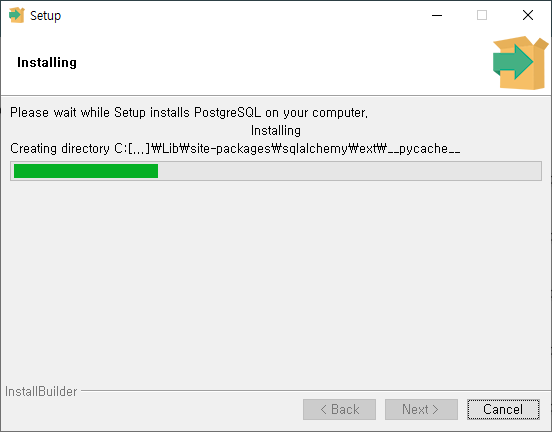 Setup
Installing
Please wait while Setup installs PostgreSQL on your computer.
Installing
Creating directory C:[...]₩Lib₩site-packages₩sqlalchemy₩ext₩__pycache__
InstallBuilder
< Back
Next >
Cancel